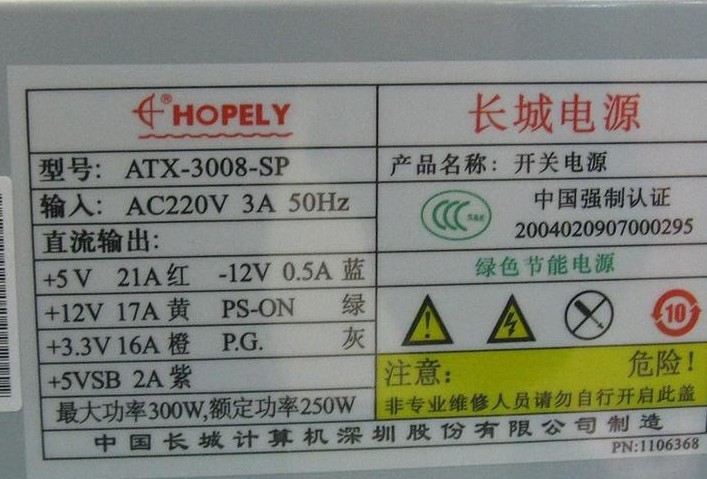 HOPELY
长城电源
型号: ATX-3008-SP
产品名称: 开关电源
输入: AC220V 3A 50Hz
中国强制认证
S&E
2004020907000295
直流输出:
绿色节能电源
+5V 21A 红 -12V 0.5A 蓝
+12V 17A 黄 PS-ON 绿
+3.3V 16A 橙 P.G. 灰
+5VSB 2A 紫
最大功率300W,额定功率250W
10
注意: 危险!
非专业维修人员请勿自行开启此盖
中国长城计算机深圳股份有限公司制造
PN:1106368